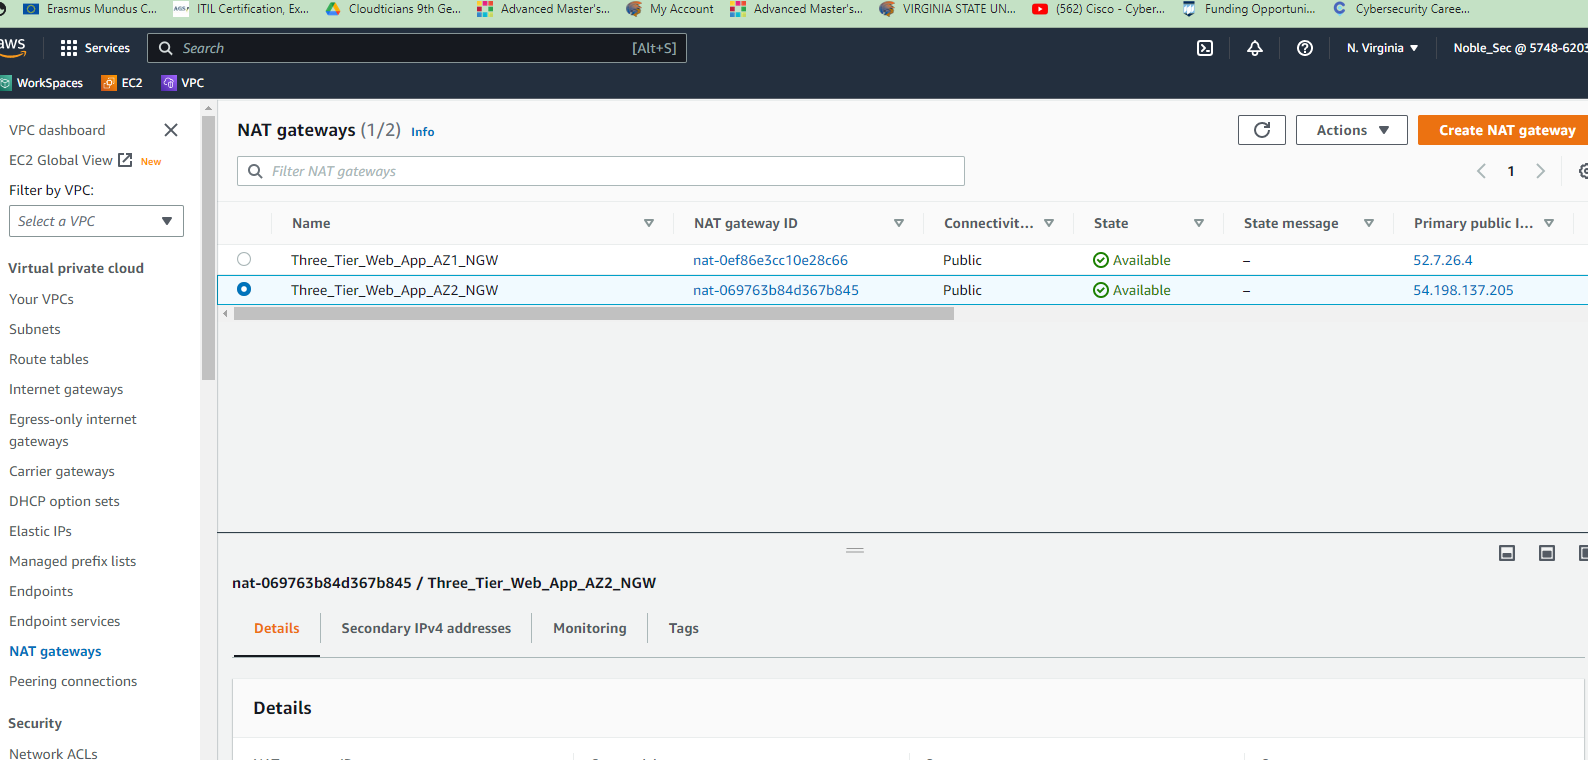 Erasmus Mundus C... ITIL Certification, Ex... Cloudticians 9th Ge... Advanced Master's... My Account Advanced Master's... VIRGINIA STATE UN... (562) Cisco - Cyber... Funding Opportuni... Cybersecurity Caree...
aws Services Search [Alt+S] N. Virginia Noble_Sec @ 5748-6203
WorkSpaces EC2 VPC
VPC dashboard
EC2 Global View New
Filter by VPC:
Select a VPC
Virtual private cloud
Your VPCs
Subnets
Route tables
Internet gateways
Egress-only internet
gateways
Carrier gateways
DHCP option sets
Elastic IPs
Managed prefix lists
Endpoints
Endpoint services
NAT gateways
Peering connections
Security
Network ACLs
NAT gateways (1/2) Info
Actions Create NAT gateway
Filter NAT gateways
1
Name NAT gateway ID Connectivit... State State message Primary public I...
Three_Tier_Web_App_AZ1_NGW nat-0ef86e3cc10e28c66 Public Available – 52.7.26.4
Three_Tier_Web_App_AZ2_NGW nat-069763b84d367b845 Public Available – 54.198.137.205
nat-069763b84d367b845 / Three_Tier_Web_App_AZ2_NGW
Details Secondary IPv4 addresses Monitoring Tags
Details